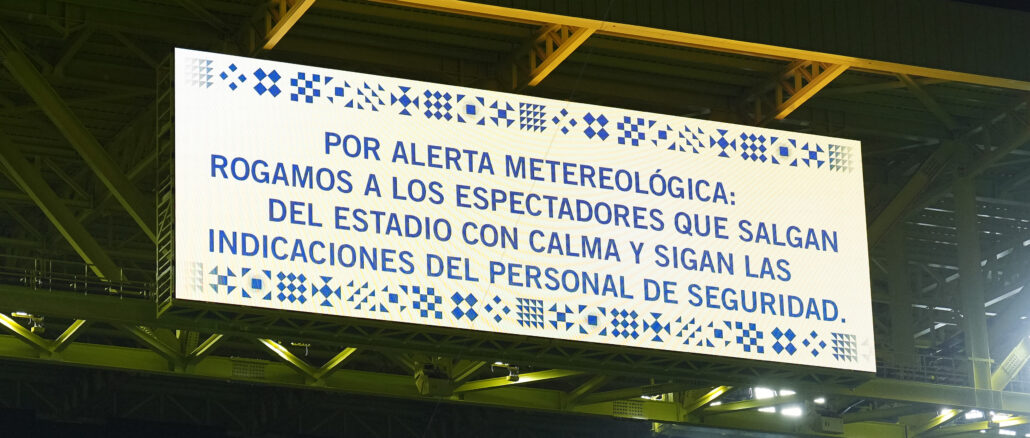 POR ALERTA METEREOLÓGICA:
ROGAMOS A LOS ESPECTADORES QUE SALGAN
DEL ESTADIO CON CALMA Y SIGAN LAS
INDICACIONES DEL PERSONAL DE SEGURIDAD.